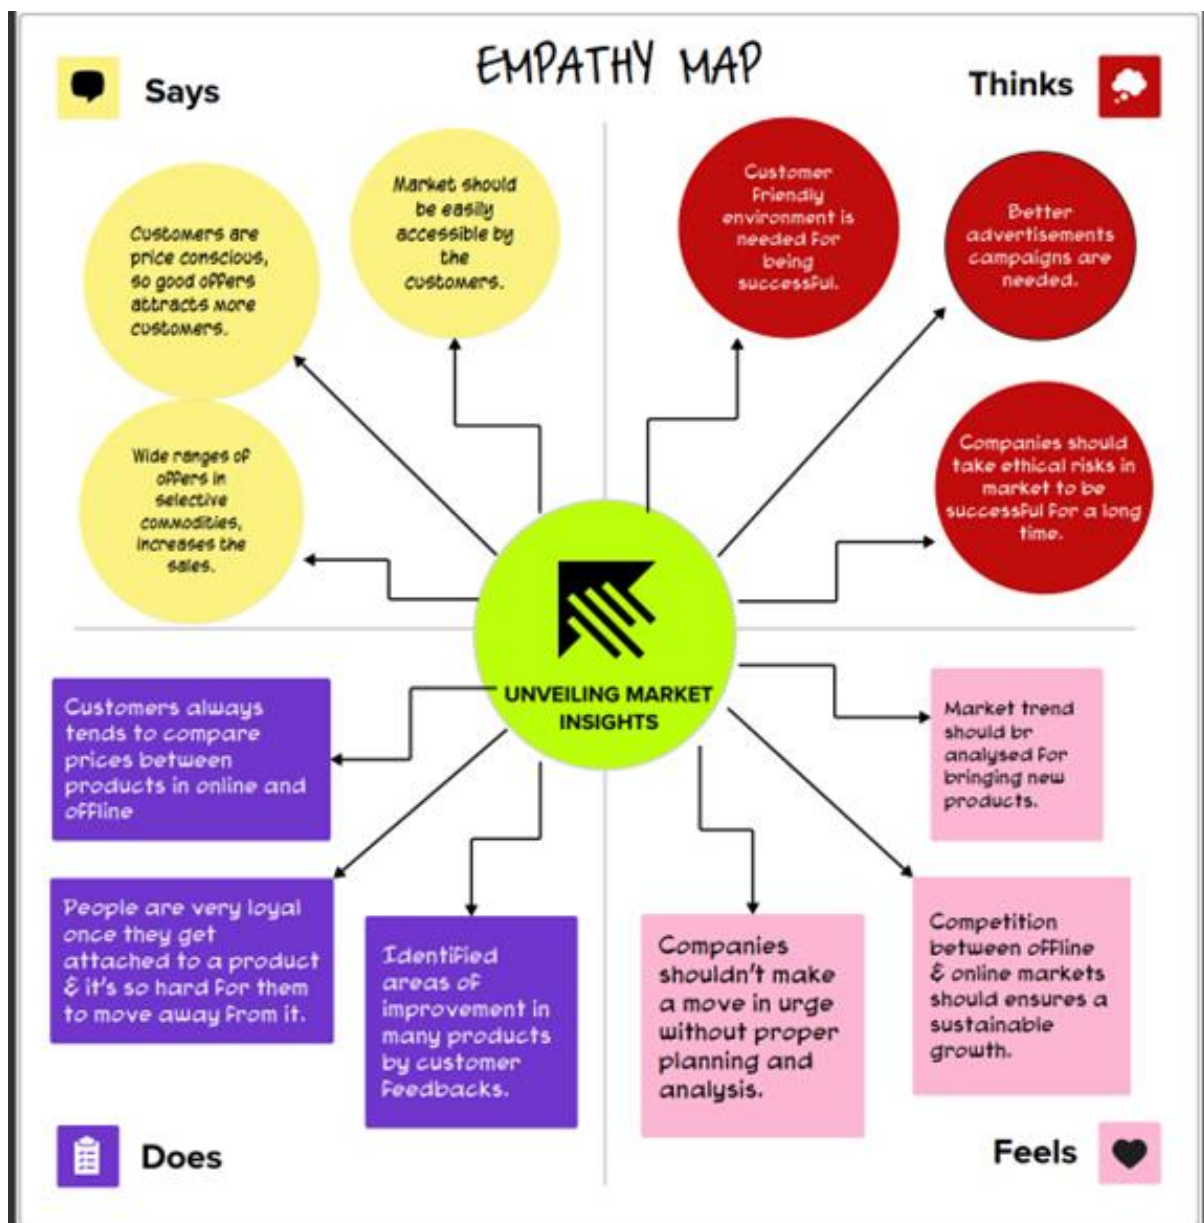 EMPATHY MAP
Says
Customers are
price conscious,
so good offers
attracts more
customers.
Market should
be easily
accessible by
the
customers.
Wide ranges of
offers in
selective
commodities,
increases the
sales.
Thinks
Customer
friendly
environment is
needed for
being
successful.
Better
advertisements
campaigns are
needed.
Companies should
take ethical risks in
market to be
successful for a long
time.
UNVEILING MARKET
INSIGHTS
Customers always
tends to compare
prices between
products in online and
offline
People are very loyal
once they get
attached to a product
& it's so hard for them
to move away from it.
Identified
areas of
improvement in
many products
by customer
feedbacks.
Does
Market trend
should br
analysed for
bringing new
products.
Companies
shouldn't make
a move in urge
without proper
planning and
analysis.
Competition
between offline
& online markets
should ensures a
sustainable
growth.
Feels